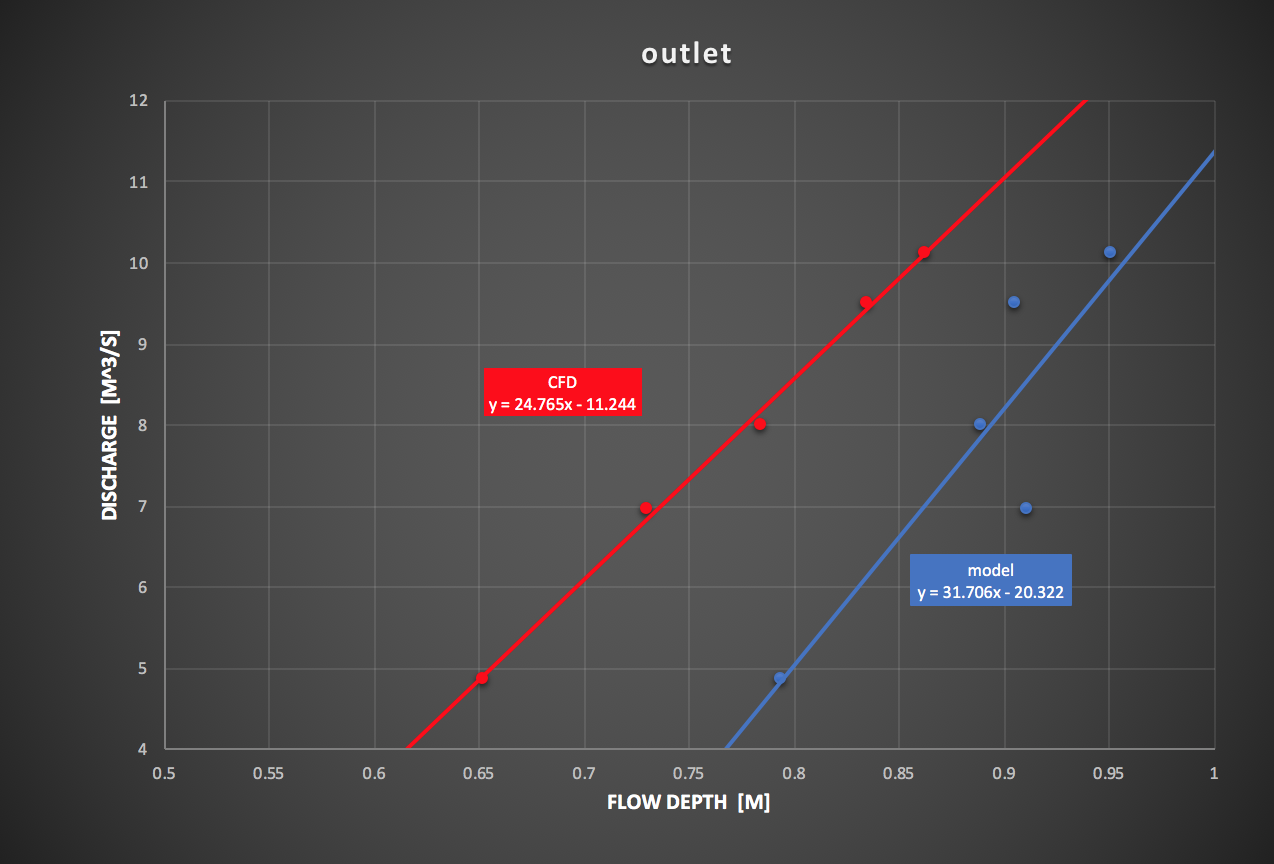 outlet
12
11
10
9
8
7
6
5
4
DISCHARGE [M^3/S]
CFD
y = 24.765x - 11.244
model
y = 31.706x - 20.322
0.5 0.55 0.6 0.65 0.7 0.75 0.8 0.85 0.9 0.95 1
FLOW DEPTH [M]